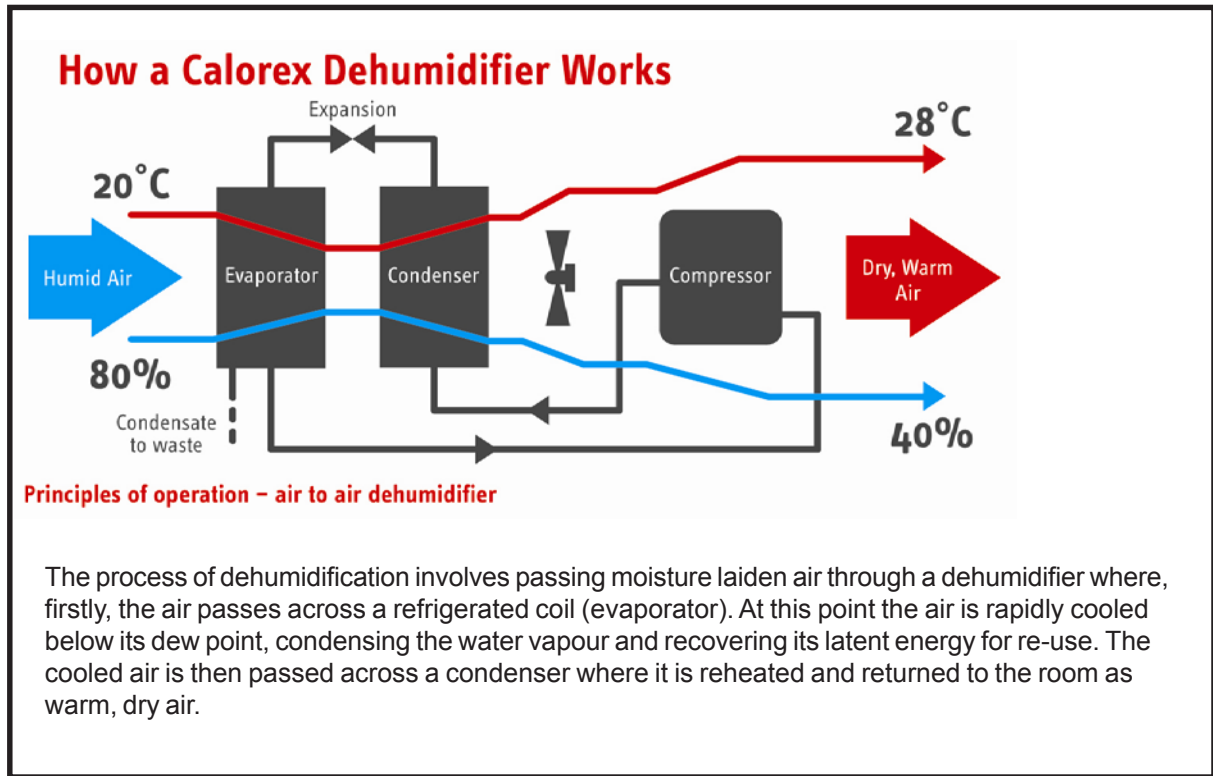 How a Calorex Dehumidifier Works
Expansion
28°C
20°C
Humid Air
Evaporator
Condenser
Compressor
Dry, Warm
Air
80%
Condensate
to waste
40%
Principles of operation – air to air dehumidifier
The process of dehumidification involves passing moisture laiden air through a dehumidifier where,
firstly, the air passes across a refrigerated coil (evaporator). At this point the air is rapidly cooled
below its dew point, condensing the water vapour and recovering its latent energy for re-use. The
cooled air is then passed across a condenser where it is reheated and returned to the room as
warm, dry air.